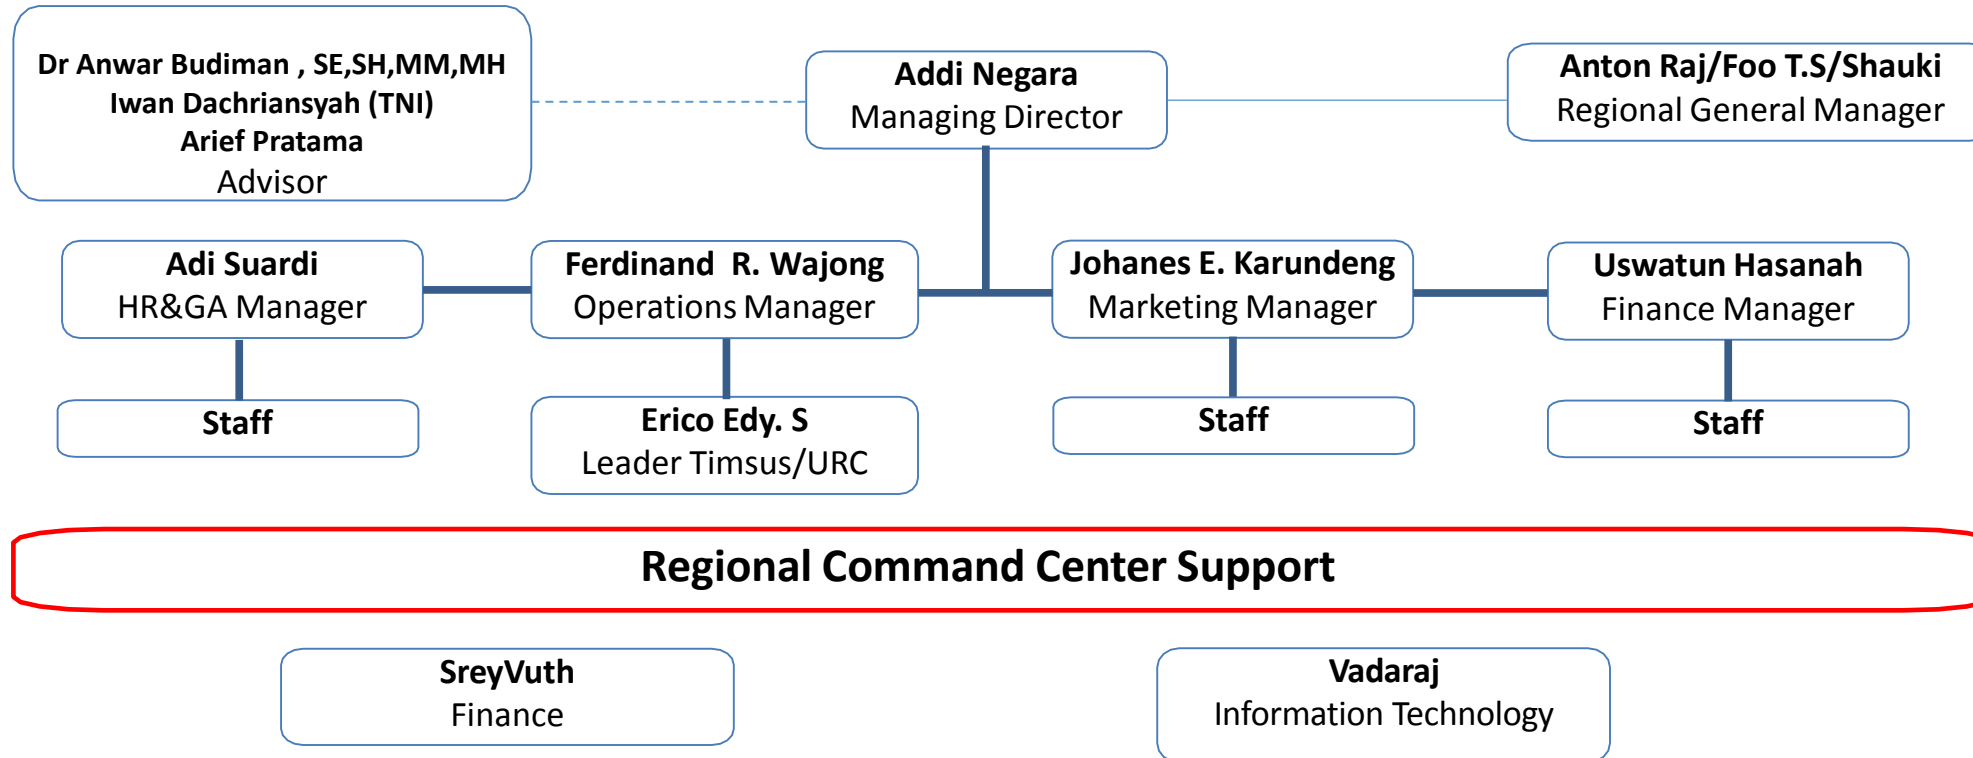 Dr Anwar Budiman , SE,SH,MM,MH
Iwan Dachriansyah (TNI)
Arief Pratama
Advisor
Addi Negara
Managing Director
Anton Raj/Foo T.S/Shauki
Regional General Manager
Adi Suardi
HR&GA Manager
Ferdinand  R. Wajong
Operations Manager
Johanes E. Karundeng
Marketing Manager
Uswatun Hasanah
Finance Manager
Staff
Erico Edy. S
Leader Timsus/URC
Staff
Staff
Regional Command Center Support
SreyVuth
Finance
Vadaraj
Information Technology